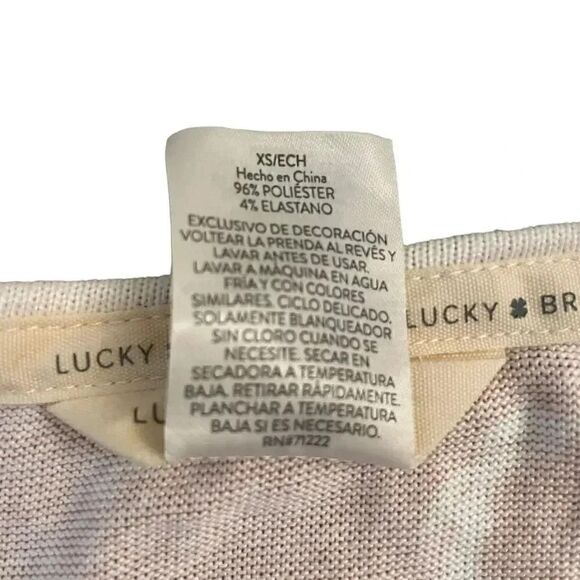 XS/ECH
Hecho en China
96% POLIÉSTER
4% ELASTANO
EXCLUSIVO DE DECORACIÓN
VOLTEAR LA PRENDA AL REVÉS Y
LAVAR ANTES DE USAR.
LAVAR A MÁQUINA EN AGUA
FRÍA Y CON COLORES
SIMILARES. CICLO DELICADO.
SOLAMENTE BLANQUEADOR
SIN CLORO CUANDO SE
NECESITE. SECAR EN
SECADORA A TEMPERATURA
BAJA. RETIRAR RÁPIDAMENTE.
PLANCHAR A TEMPERATURA
BAJA SI ES NECESARIO.
RN#71222
LUCKY
LUCKY BR
LU